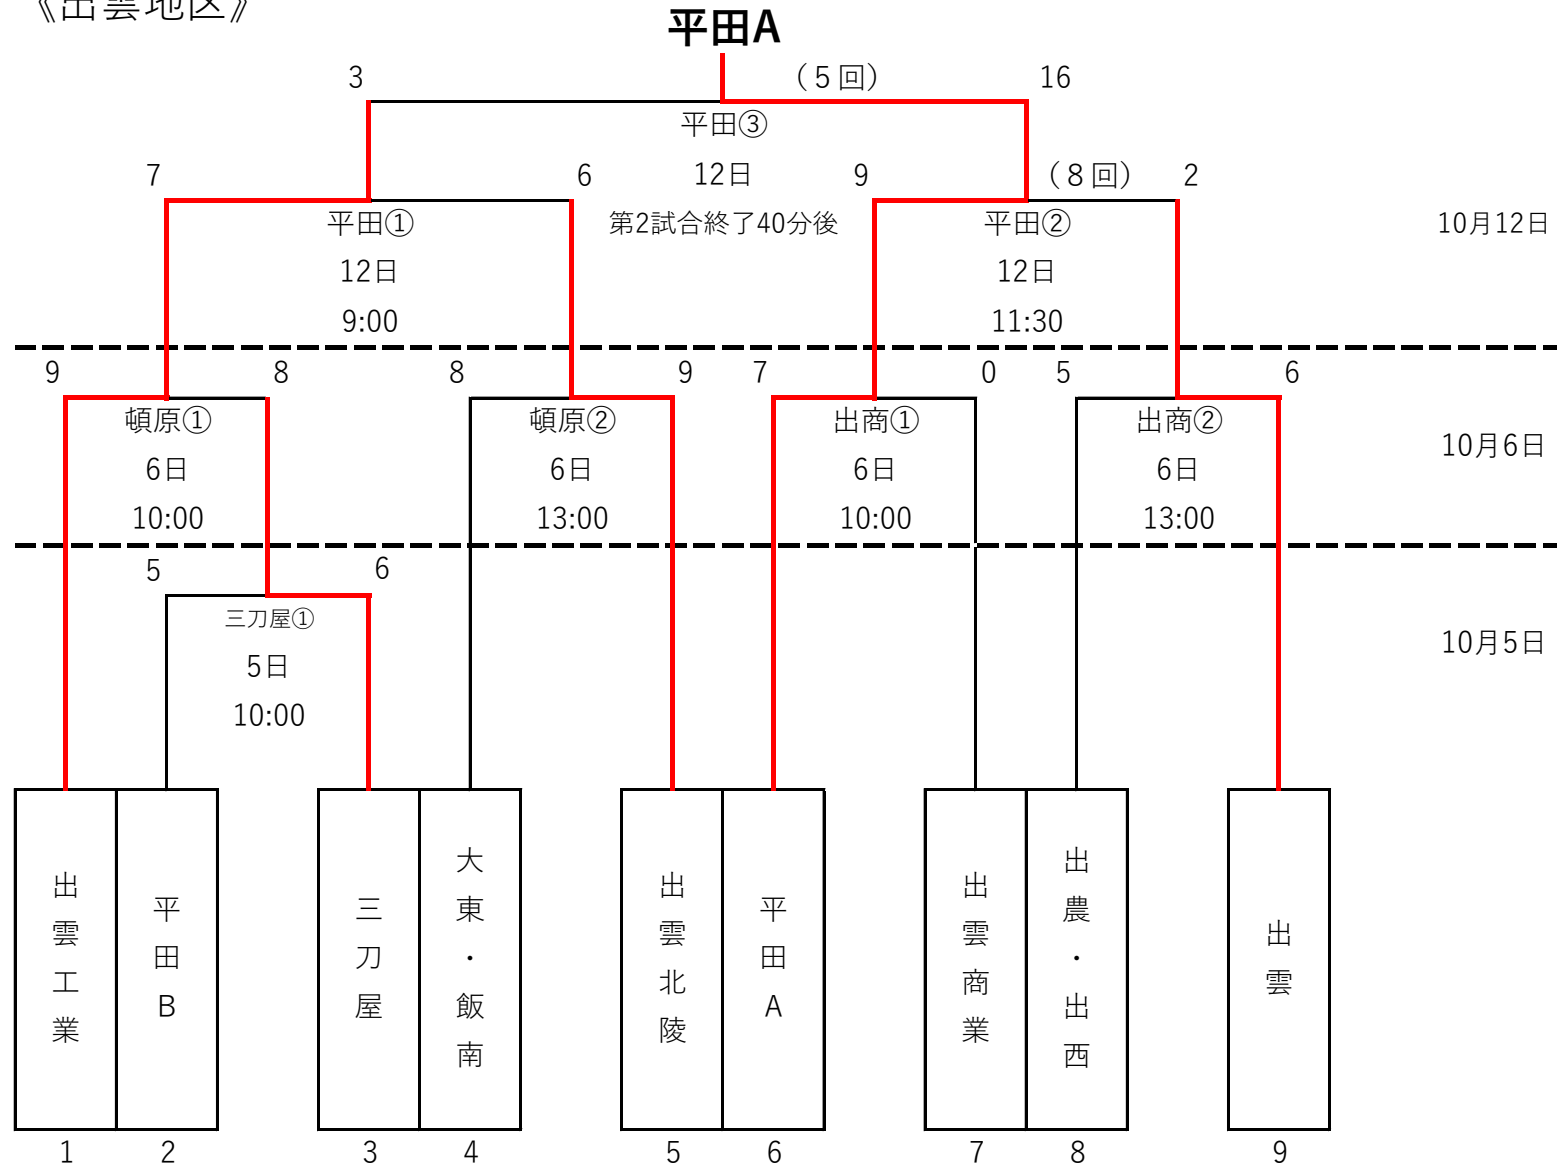 《出雲地区》
平田A
3
（５回）
16
平田③
7
6
12日
9
（８回）
2
平田①
第2試合終了40分後
平田②
10月12日
12日
12日
9:00
11:30
9
8
8
9
7
0
5
6
頓原①
頓原②
出商①
出商②
10月6日
6日
6日
6日
6日
10:00
13:00
10:00
13:00
5
6
三刀屋①
10月5日
5日
10:00
出雲工業
平田B
三刀屋
大東・飯南
出雲北陵
平田A
出雲商業
出農・出西
出雲
1
2
3
4
5
6
7
8
9